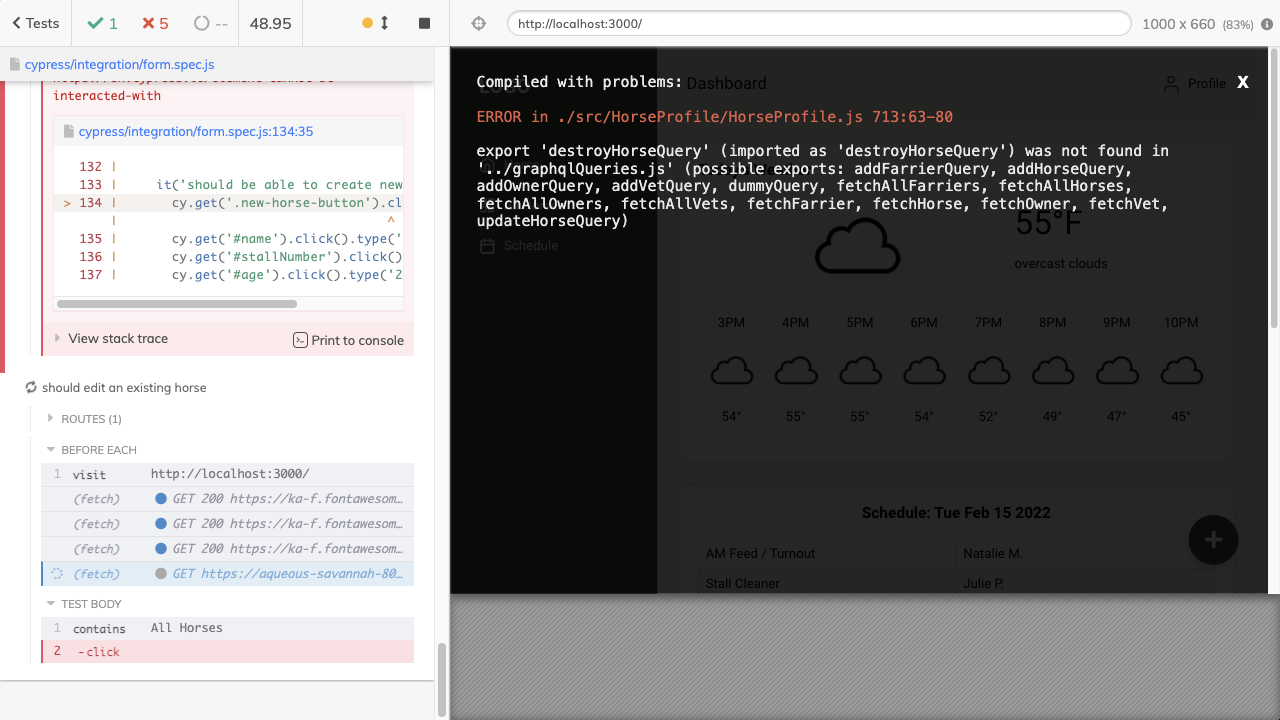 Tests
1
5
--
48.95
http://localhost:3000/
1000 x 660 (83%)
cypress/integration/form.spec.js
interacted-with
cypress/integration/form.spec.js:134:35
132 |
133 | it('should be able to create new
> 134 | cy.get('.new-horse-button').cl
| ^
135 | cy.get('#name').click().type('
136 | cy.get('#stallNumber').click()
137 | cy.get('#age').click().type('2
View stack trace
Print to console
should edit an existing horse
ROUTES (1)
BEFORE EACH
1 visit http://localhost:3000/
(fetch) GET 200 https://ka-f.fontawesom…
(fetch) GET 200 https://ka-f.fontawesom…
(fetch) GET 200 https://ka-f.fontawesom…
(fetch) GET https://aqueous-savannah-80…
TEST BODY
1 contains All Horses
2 -click
Compiled with problems:
X
Dashboard
Profile
ERROR in ./src/HorseProfile/HorseProfile.js 713:63-80
export 'destroyHorseQuery' (imported as 'destroyHorseQuery') was not found in
'../graphqlQueries.js' (possible exports: addFarrierQuery, addHorseQuery,
addOwnerQuery, addVetQuery, dummyQuery, fetchAllFarriers, fetchAllHorses,
fetchAllOwners, fetchAllVets, fetchFarrier, fetchHorse, fetchOwner, fetchVet,
updateHorseQuery)
Schedule
55°F
overcast clouds
3PM 4PM 5PM 6PM 7PM 8PM 9PM 10PM
54° 55° 55° 54° 52° 49° 47° 45°
Schedule: Tue Feb 15 2022
AM Feed / Turnout Natalie M.
Stall Cleaner Julie P.